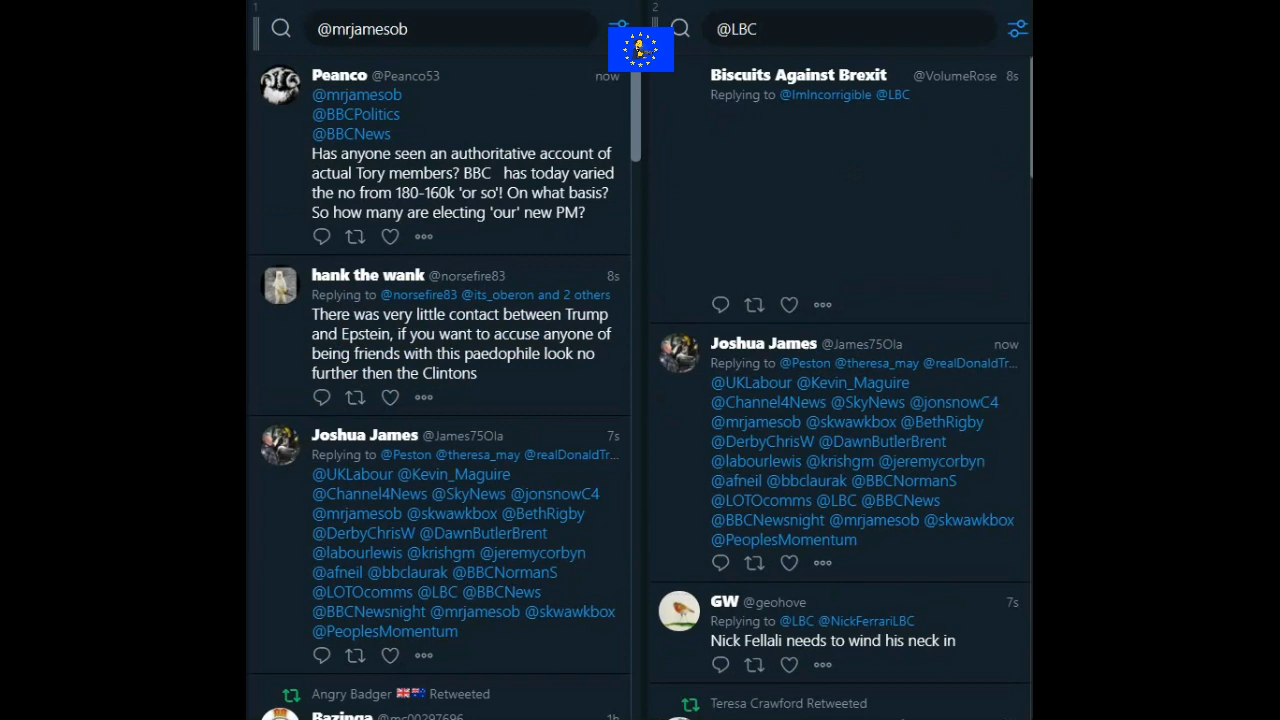 1
@mrjamesob
Peanco @Peanco53 now
@mrjamesob
@BBCPolitics
@BBCNews
Has anyone seen an authoritative account of
actual Tory members? BBC has today varied
the no from 180-160k 'or so'! On what basis?
So how many are electing 'our' new PM?
hank the wank @norsefire83 8s
Replying to @norsefire83 @its_oberon and 2 others
There was very little contact between Trump
and Epstein, if you want to accuse anyone of
being friends with this paedophile look no
further then the Clintons
Joshua James @James75Ola 7s
Replying to @Peston @theresa_may @realDonaldTr...
@UKLabour @Kevin_Maguire
@Channel4News @SkyNews @jonsnowC4
@mrjamesob @skwawkbox @BethRigby
@DerbyChrisW @DawnButlerBrent
@labourlewis @krishgm @jeremycorbyn
@afneil @bbclaurak @BBCNormanS
@LOTOcomms @LBC @BBCNews
@BBCNewsnight @mrjamesob @skwawkbox
@PeoplesMomentum
Angry Badger 🇬🇧🇦🇺 Retweeted
Bazinga @mc00297696 1h
2
@LBC
Biscuits Against Brexit @VolumeRose 8s
Replying to @ImIncorrigible @LBC
Joshua James @James75Ola now
Replying to @Peston @theresa_may @realDonaldTr...
@UKLabour @Kevin_Maguire
@Channel4News @SkyNews @jonsnowC4
@mrjamesob @skwawkbox @BethRigby
@DerbyChrisW @DawnButlerBrent
@labourlewis @krishgm @jeremycorbyn
@afneil @bbclaurak @BBCNormanS
@LOTOcomms @LBC @BBCNews
@BBCNewsnight @mrjamesob @skwawkbox
@PeoplesMomentum
GW @geohove 7s
Replying to @LBC @NickFerrariLBC
Nick Fellali needs to wind his neck in
Teresa Crawford Retweeted